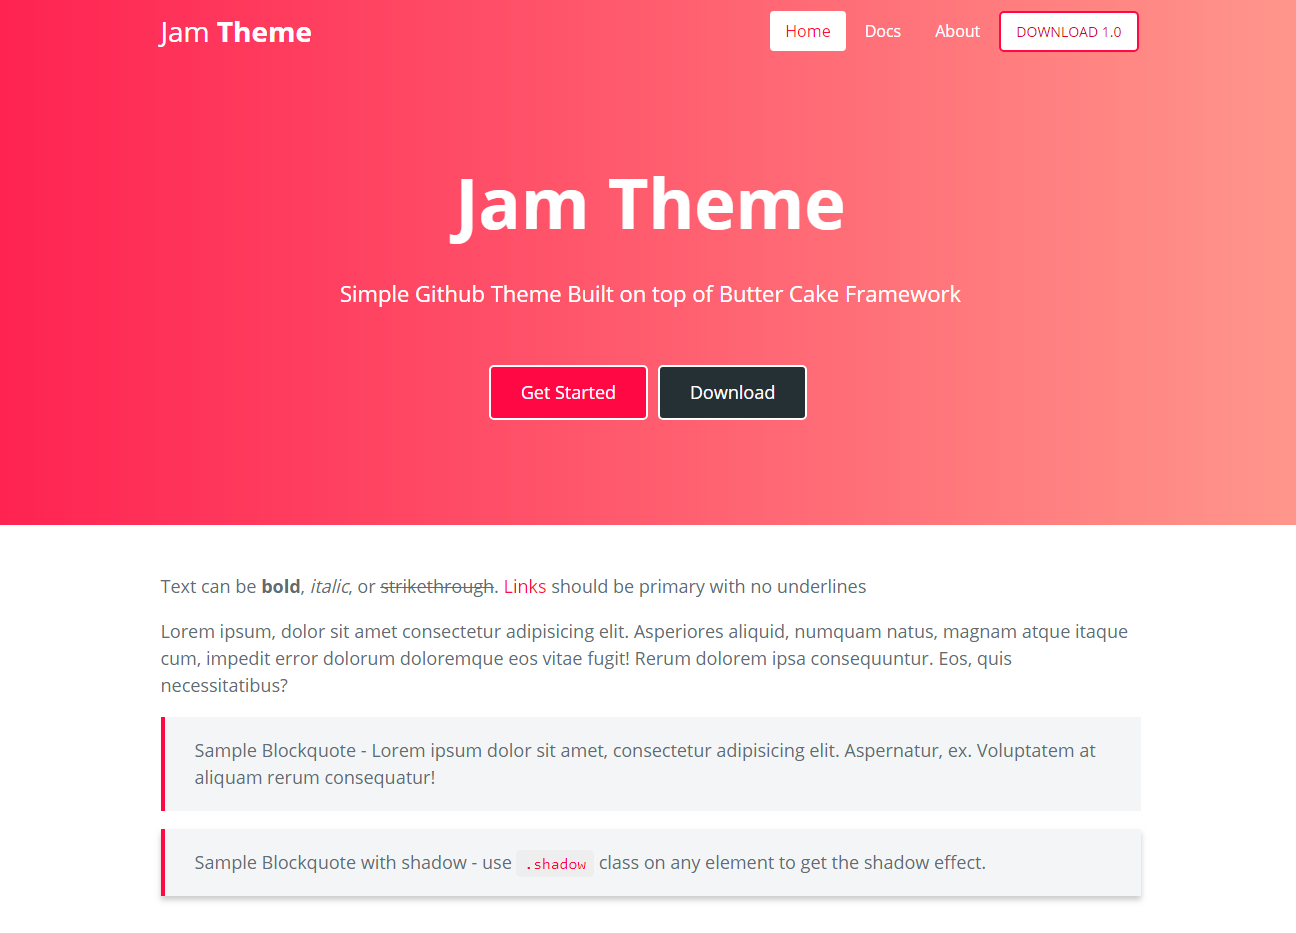 Jam Theme
Home Docs About DOWNLOAD 1.0
Jam Theme
Simple Github Theme Built on top of Butter Cake Framework
Get Started Download
Text can be bold, italic, or strikethrough. Links should be primary with no underlines
Lorem ipsum, dolor sit amet consectetur adipisicing elit. Asperiores aliquid, numquam natus, magnam atque itaque
cum, impedit error dolorum doloremque eos vitae fugit! Rerum dolorem ipsa consequuntur. Eos, quis
necessitatibus?
Sample Blockquote - Lorem ipsum dolor sit amet, consectetur adipisicing elit. Aspernatur, ex. Voluptatem at
aliquam rerum consequatur!
Sample Blockquote with shadow - use .shadow class on any element to get the shadow effect.